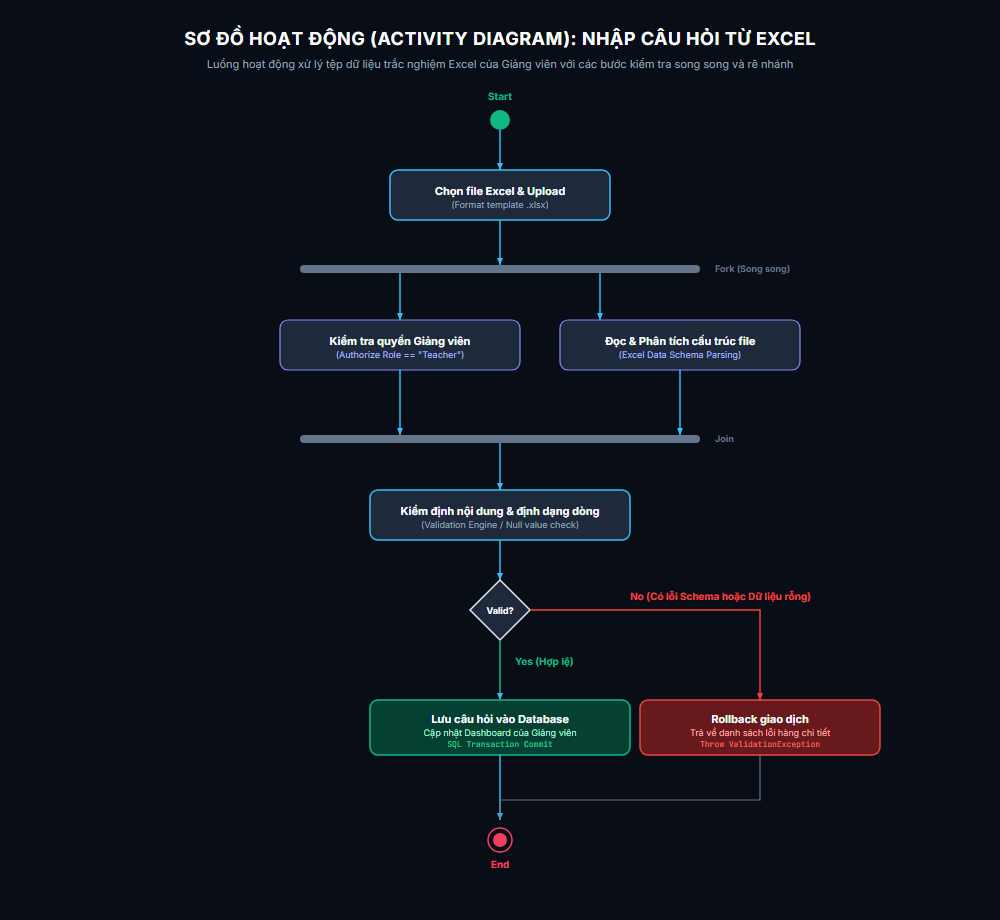 SƠ ĐỒ HOẠT ĐỘNG (ACTIVITY DIAGRAM): NHẬP CÂU HỎI TỪ EXCEL
Luồng hoạt động xử lý tệp dữ liệu trắc nghiệm Excel của Giảng viên với các bước kiểm tra song song và rẽ nhánh
Start
Chọn file Excel & Upload
(Format template .xlsx)
Fork (Song song)
Kiểm tra quyền Giảng viên
(Authorize Role == "Teacher")
Đọc & Phân tích cấu trúc file
(Excel Data Schema Parsing)
Join
Kiểm định nội dung & định dạng dòng
(Validation Engine / Null value check)
Valid?
No (Có lỗi Schema hoặc Dữ liệu rỗng)
Yes (Hợp lệ)
Lưu câu hỏi vào Database
Cập nhật Dashboard của Giảng viên
SQL Transaction Commit
Rollback giao dịch
Trả về danh sách lỗi hàng chi tiết
Throw ValidationException
End